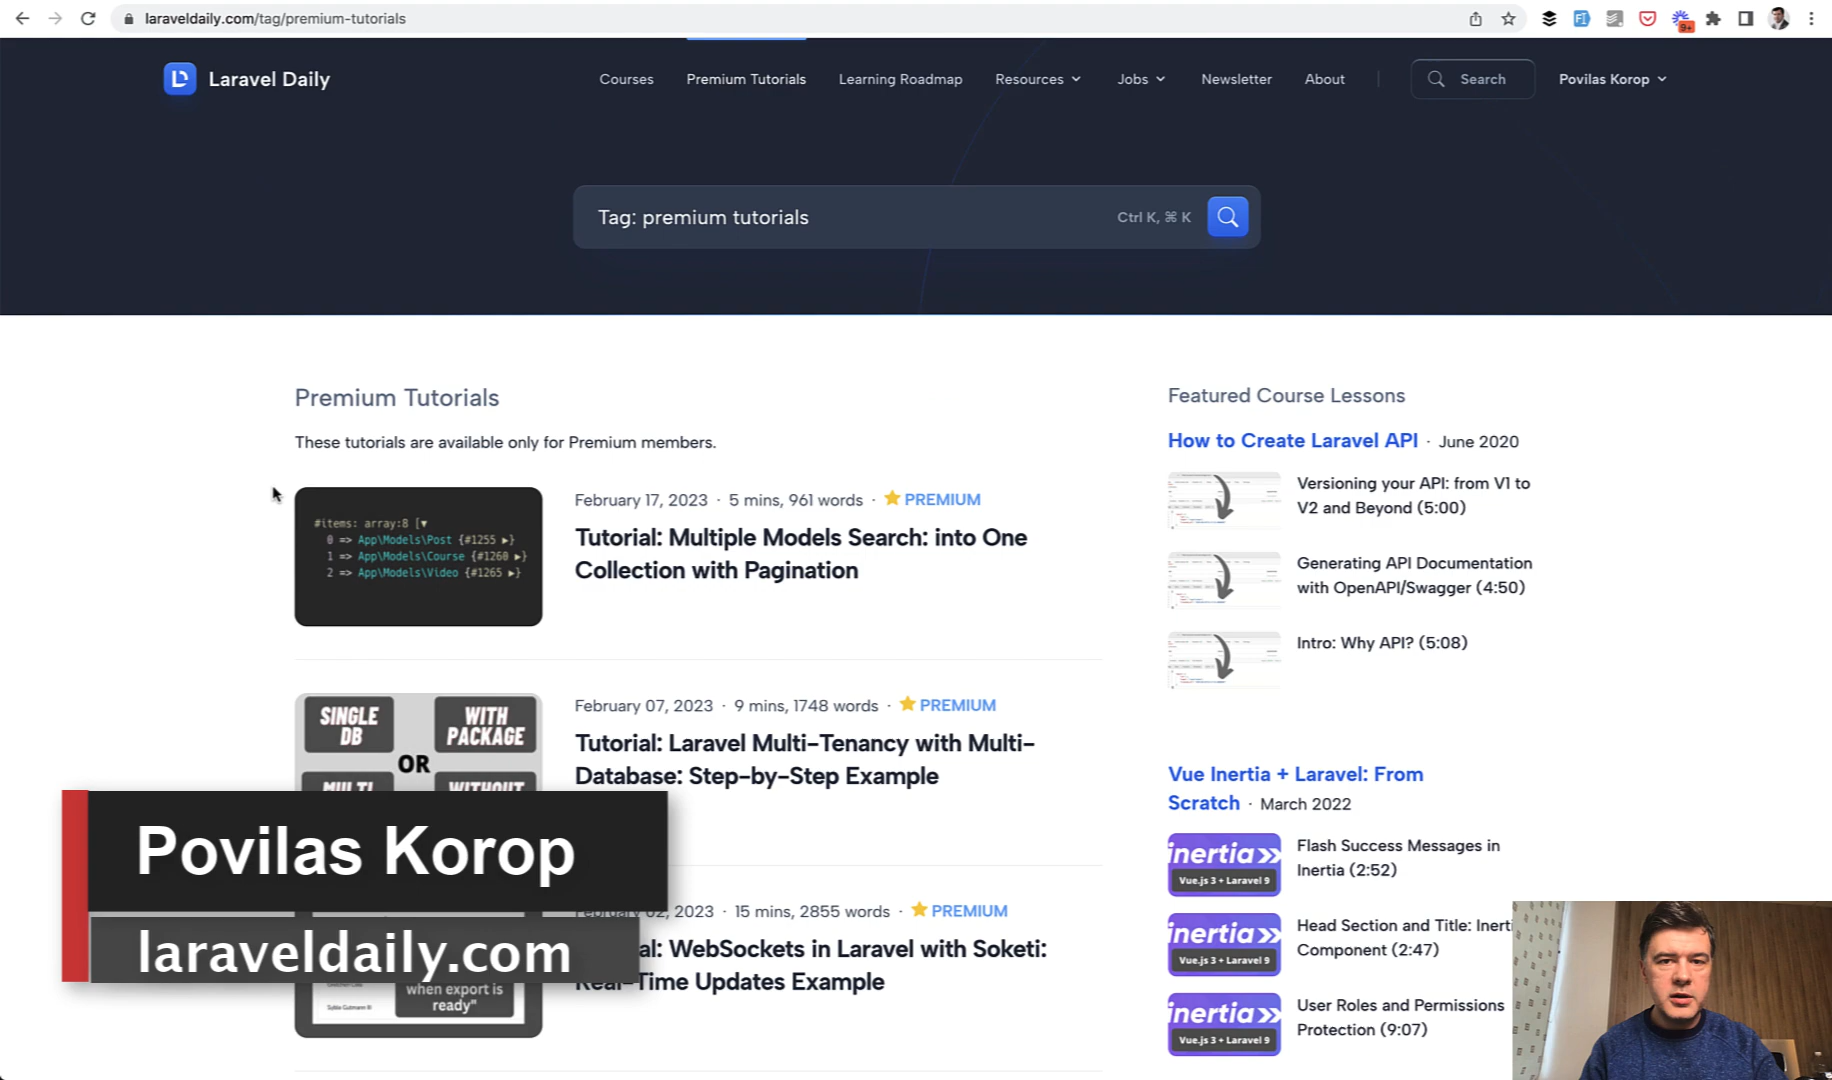 laraveldaily.com/tag/premium-tutorials
9+
Laravel Daily
Courses
Premium Tutorials
Learning Roadmap
Resources
Jobs
Newsletter
About
Search
Povilas Korop
Tag: premium tutorials
Ctrl K, ⌘ K
Premium Tutorials
These tutorials are available only for Premium members.
#items: array:8 [▼
0 => App\Models\Post {#1255 ▶}
1 => App\Models\Course {#1260 ▶}
2 => App\Models\Video {#1265 ▶}
February 17, 2023 · 5 mins, 961 words · PREMIUM
Tutorial: Multiple Models Search: into One
Collection with Pagination
SINGLE
DB
WITH
PACKAGE
OR
MULTI
WITHOUT
February 07, 2023 · 9 mins, 1748 words · PREMIUM
Tutorial: Laravel Multi-Tenancy with Multi-
Database: Step-by-Step Example
February 02, 2023 · 15 mins, 2855 words · PREMIUM
al: WebSockets in Laravel with Soketi:
Real-Time Updates Example
when export is
ready"
Povilas Korop
laraveldaily.com
Featured Course Lessons
How to Create Laravel API · June 2020
Versioning your API: from V1 to
V2 and Beyond (5:00)
Generating API Documentation
with OpenAPI/Swagger (4:50)
Intro: Why API? (5:08)
Vue Inertia + Laravel: From
Scratch · March 2022
inertia
Vue.js 3 + Laravel 9
Flash Success Messages in
Inertia (2:52)
inertia
Vue.js 3 + Laravel 9
Head Section and Title: Inerti
Component (2:47)
inertia
Vue.js 3 + Laravel 9
User Roles and Permissions
Protection (9:07)